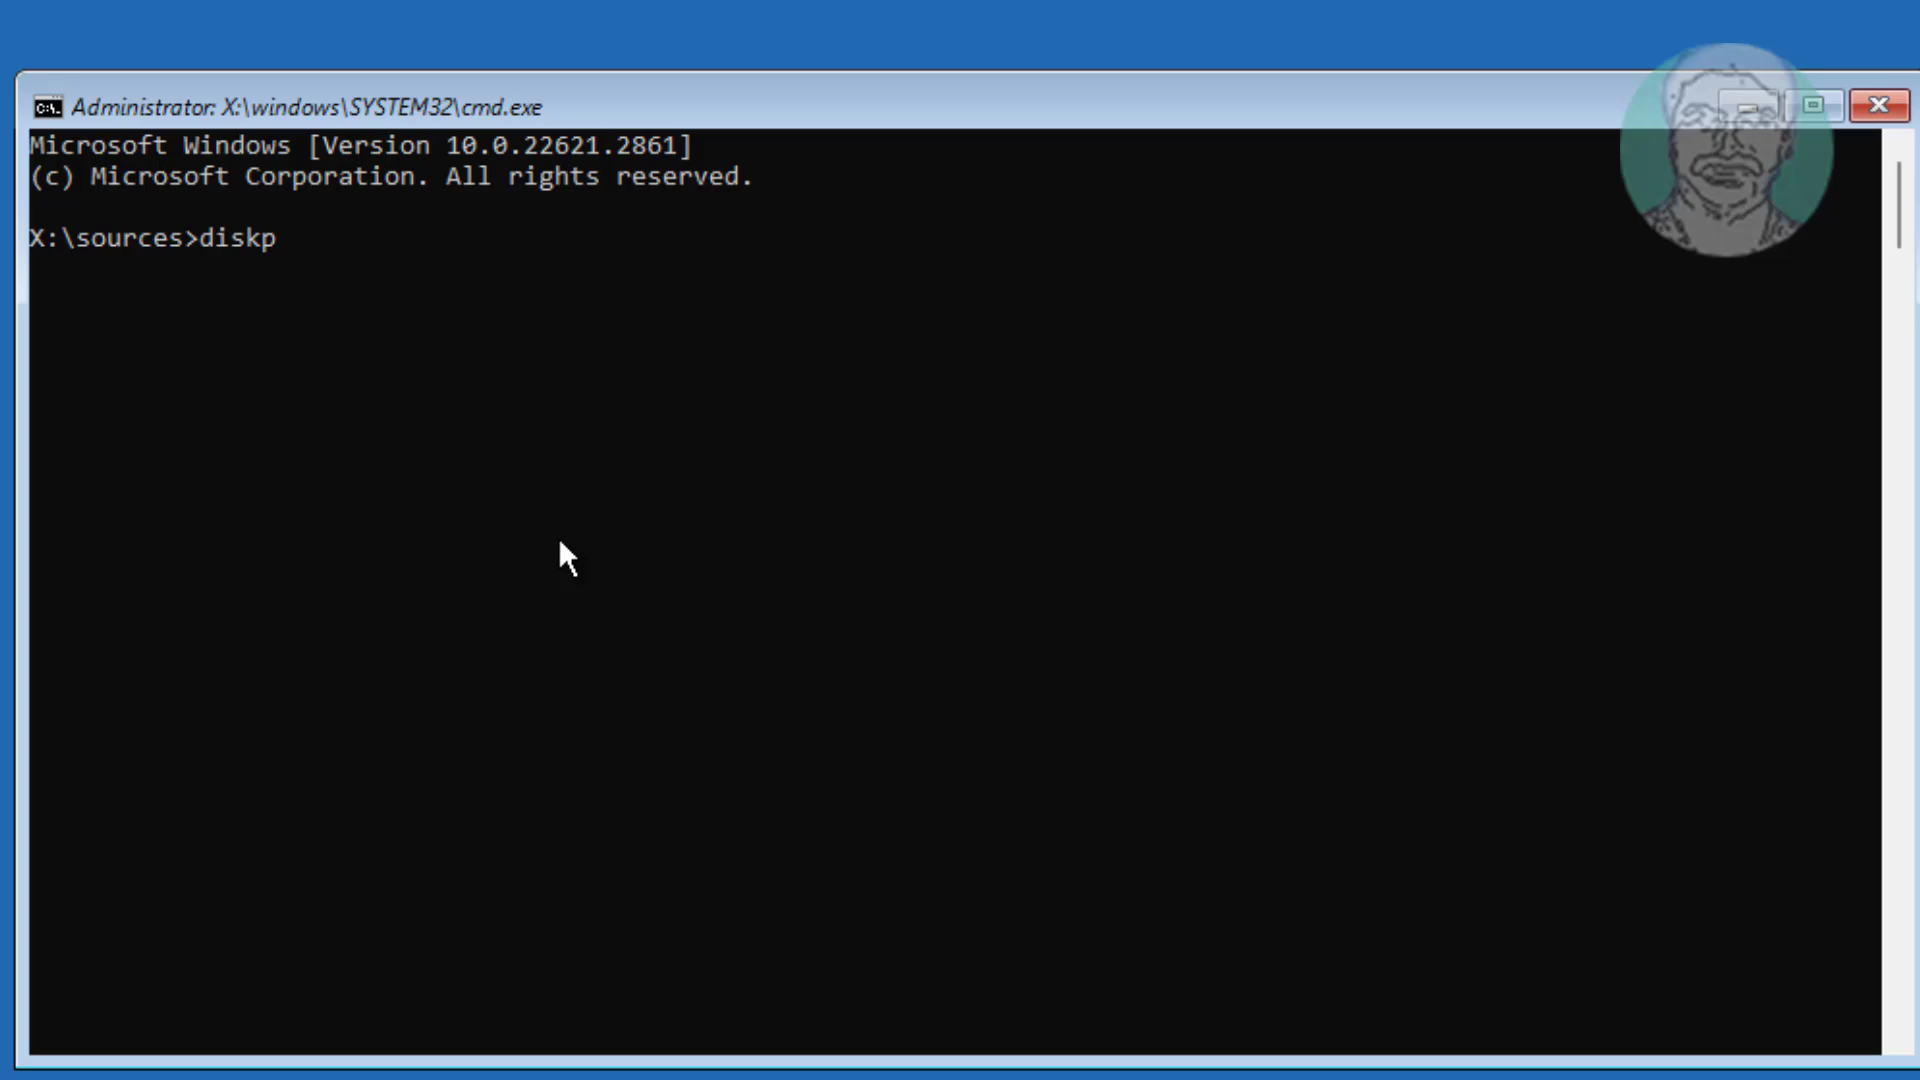 Administrator: X:\windows\SYSTEM32\cmd.exe
Microsoft Windows [Version 10.0.22621.2861]
(c) Microsoft Corporation. All rights reserved.
X:\sources>diskp